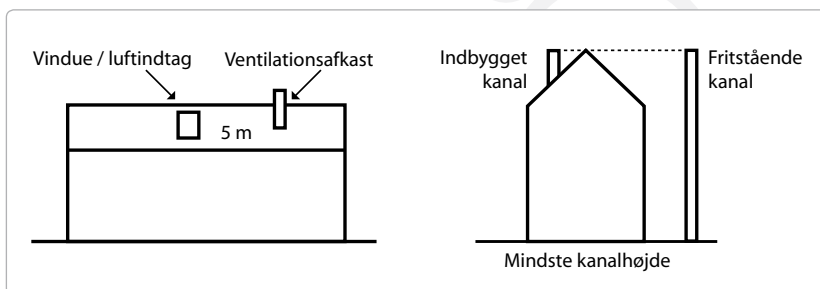 Vindue / luftindtag
Ventilationsafkast
5 m
Indbygget
kanal
Fritstående
kanal
Mindste kanalhøjde